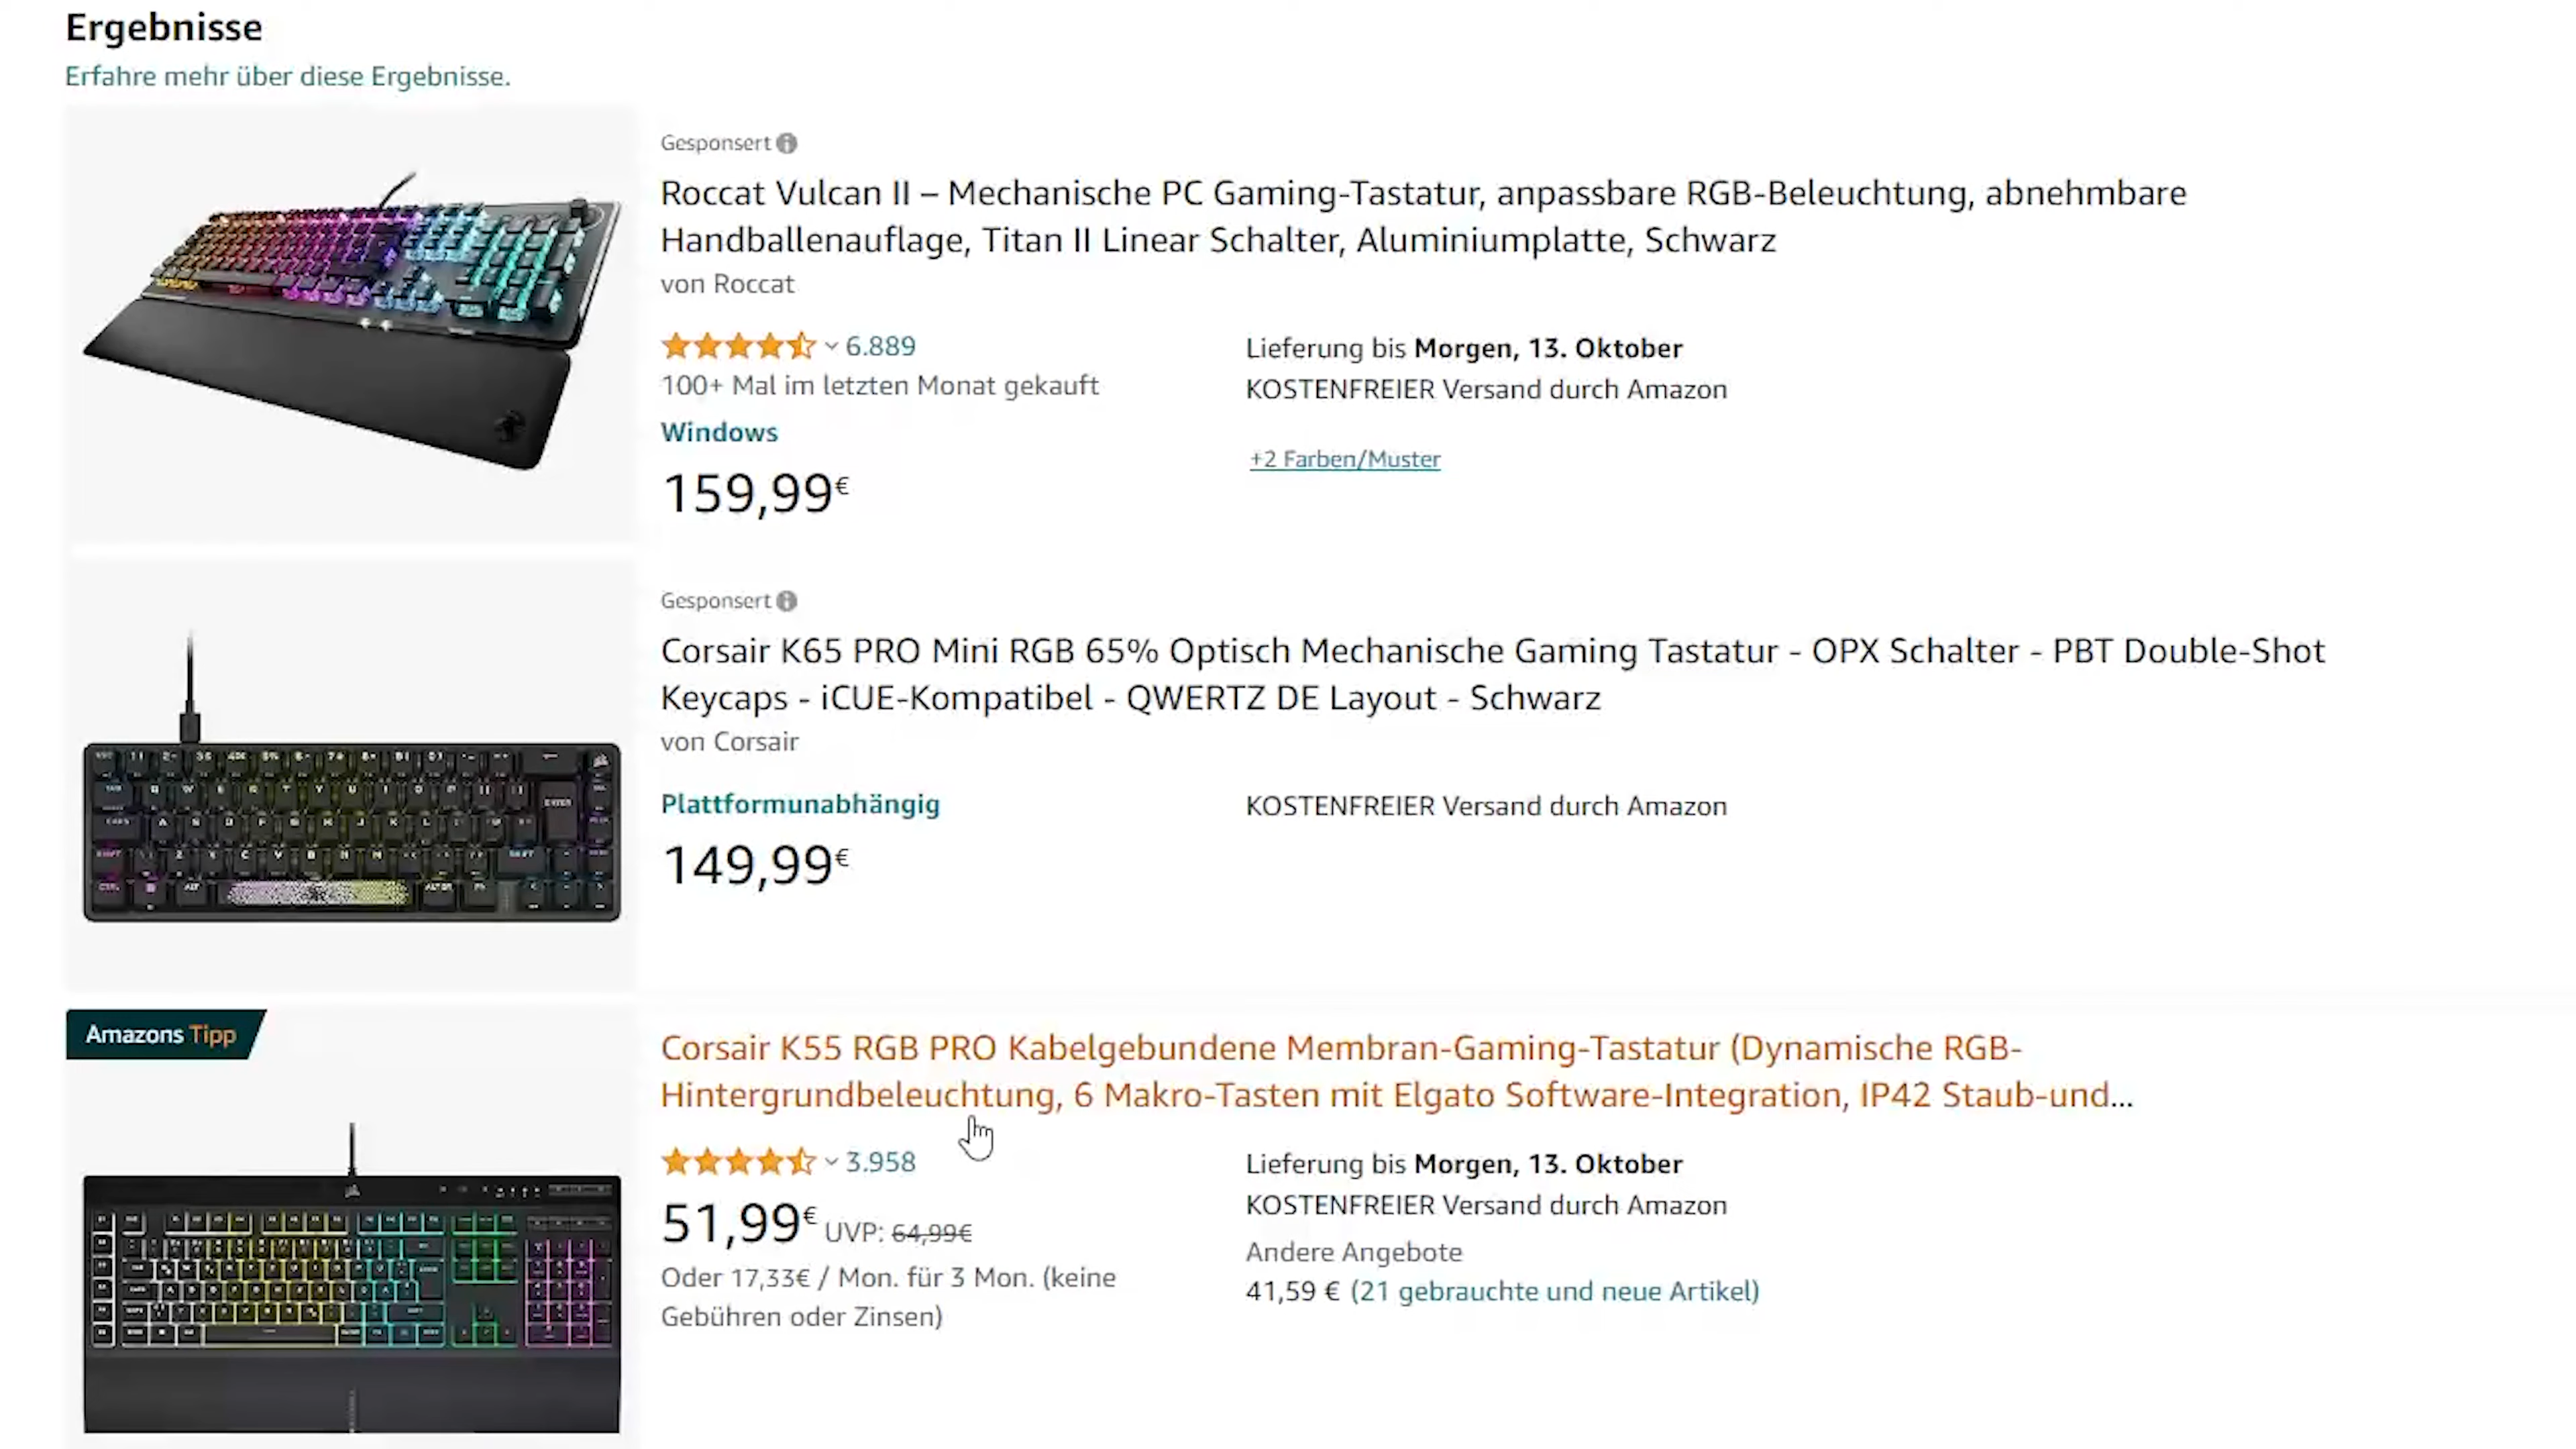 Ergebnisse
Erfahre mehr über diese Ergebnisse.
Gesponsert
Roccat Vulcan II – Mechanische PC Gaming-Tastatur, anpassbare RGB-Beleuchtung, abnehmbare
Handballenauflage, Titan II Linear Schalter, Aluminiumplatte, Schwarz
von Roccat
6.889
100+ Mal im letzten Monat gekauft
Windows
159,99€
Lieferung bis Morgen, 13. Oktober
KOSTENFREIER Versand durch Amazon
+2 Farben/Muster
Gesponsert
Corsair K65 PRO Mini RGB 65% Optisch Mechanische Gaming Tastatur - OPX Schalter - PBT Double-Shot
Keycaps - iCUE-Kompatibel - QWERTZ DE Layout - Schwarz
von Corsair
Plattformunabhängig
149,99€
KOSTENFREIER Versand durch Amazon
Amazons Tipp
Corsair K55 RGB PRO Kabelgebundene Membran-Gaming-Tastatur (Dynamische RGB-
Hintergrundbeleuchtung, 6 Makro-Tasten mit Elgato Software-Integration, IP42 Staub-und...
3.958
51,99€ UVP: 64,99€
Oder 17,33€ / Mon. für 3 Mon. (keine
Gebühren oder Zinsen)
Lieferung bis Morgen, 13. Oktober
KOSTENFREIER Versand durch Amazon
Andere Angebote
41,59 € (21 gebrauchte und neue Artikel)